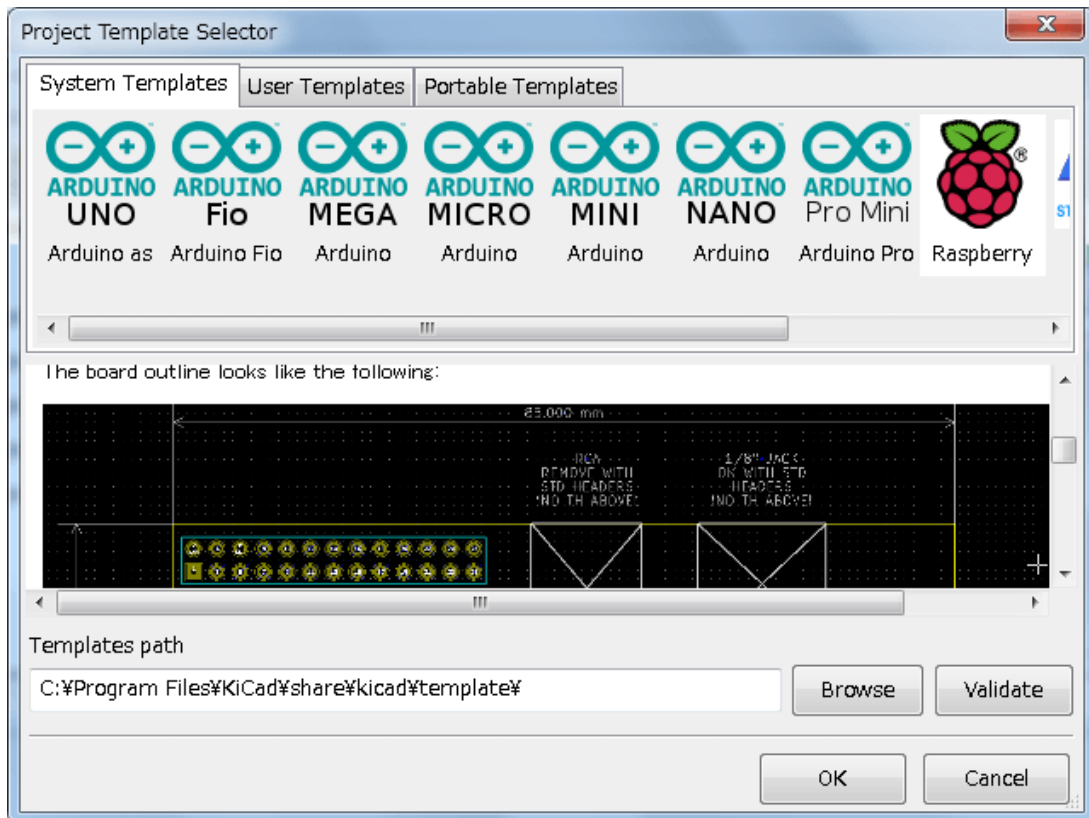 Project Template Selector
System Templates User Templates Portable Templates
ARDUINO ARDUINO ARDUINO ARDUINO ARDUINO ARDUINO ARDUINO ®
UNO Fio MEGA MICRO MINI NANO Pro Mini
Arduino as Arduino Fio Arduino Arduino Arduino Arduino Arduino Pro Raspberry
The board outline looks like the following:
85.000 mm
RCA 1/8" JACK
REMOVE WITH OK WITH STD
STD HEADERS HEADERS
!NO TH ABOVE! !NO TH ABOVE!
Templates path
C:¥Program Files¥KiCad¥share¥kicad¥template¥ Browse Validate
OK Cancel